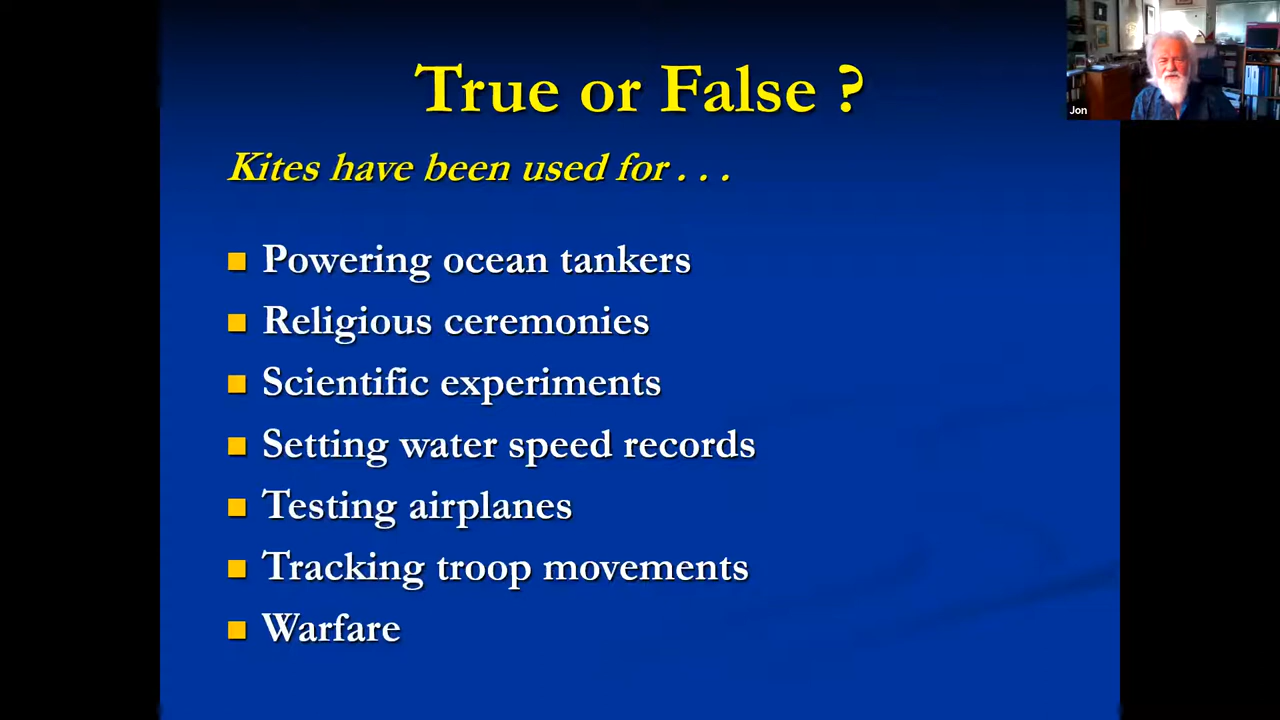 True or False ?
Jon
Kites have been used for . . .
Powering ocean tankers
Religious ceremonies
Scientific experiments
Setting water speed records
Testing airplanes
Tracking troop movements
Warfare